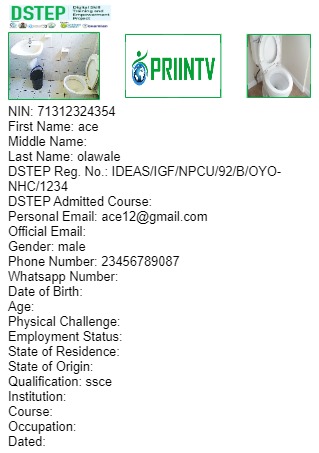 DSTEP
Digital Skill
Training and
Empowerment
Project
PRIINTV
NIN: 71312324354
First Name: ace
Middle Name:
Last Name: olawale
DSTEP Reg. No.: IDEAS/IGF/NPCU/92/B/OYO-
NHC/1234
DSTEP Admitted Course:
Personal Email: ace12@gmail.com
Official Email:
Gender: male
Phone Number: 23456789087
Whatsapp Number:
Date of Birth:
Age:
Physical Challenge:
Employment Status:
State of Residence:
State of Origin:
Qualification: ssce
Institution:
Course:
Occupation:
Dated: